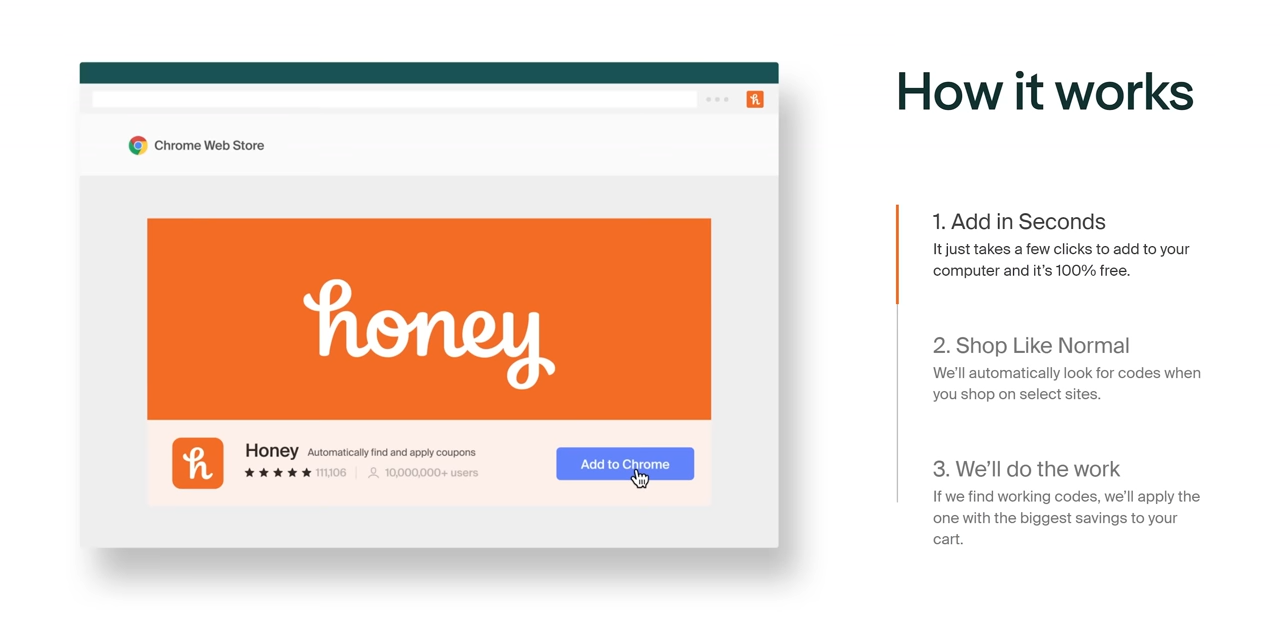 How it works
Chrome Web Store
honey
Honey Automatically find and apply coupons
111,106 10,000,000+ users
Add to Chrome
1. Add in Seconds
It just takes a few clicks to add to your
computer and it's 100% free.
2. Shop Like Normal
We'll automatically look for codes when
you shop on select sites.
3. We'll do the work
If we find working codes, we'll apply the
one with the biggest savings to your
cart.